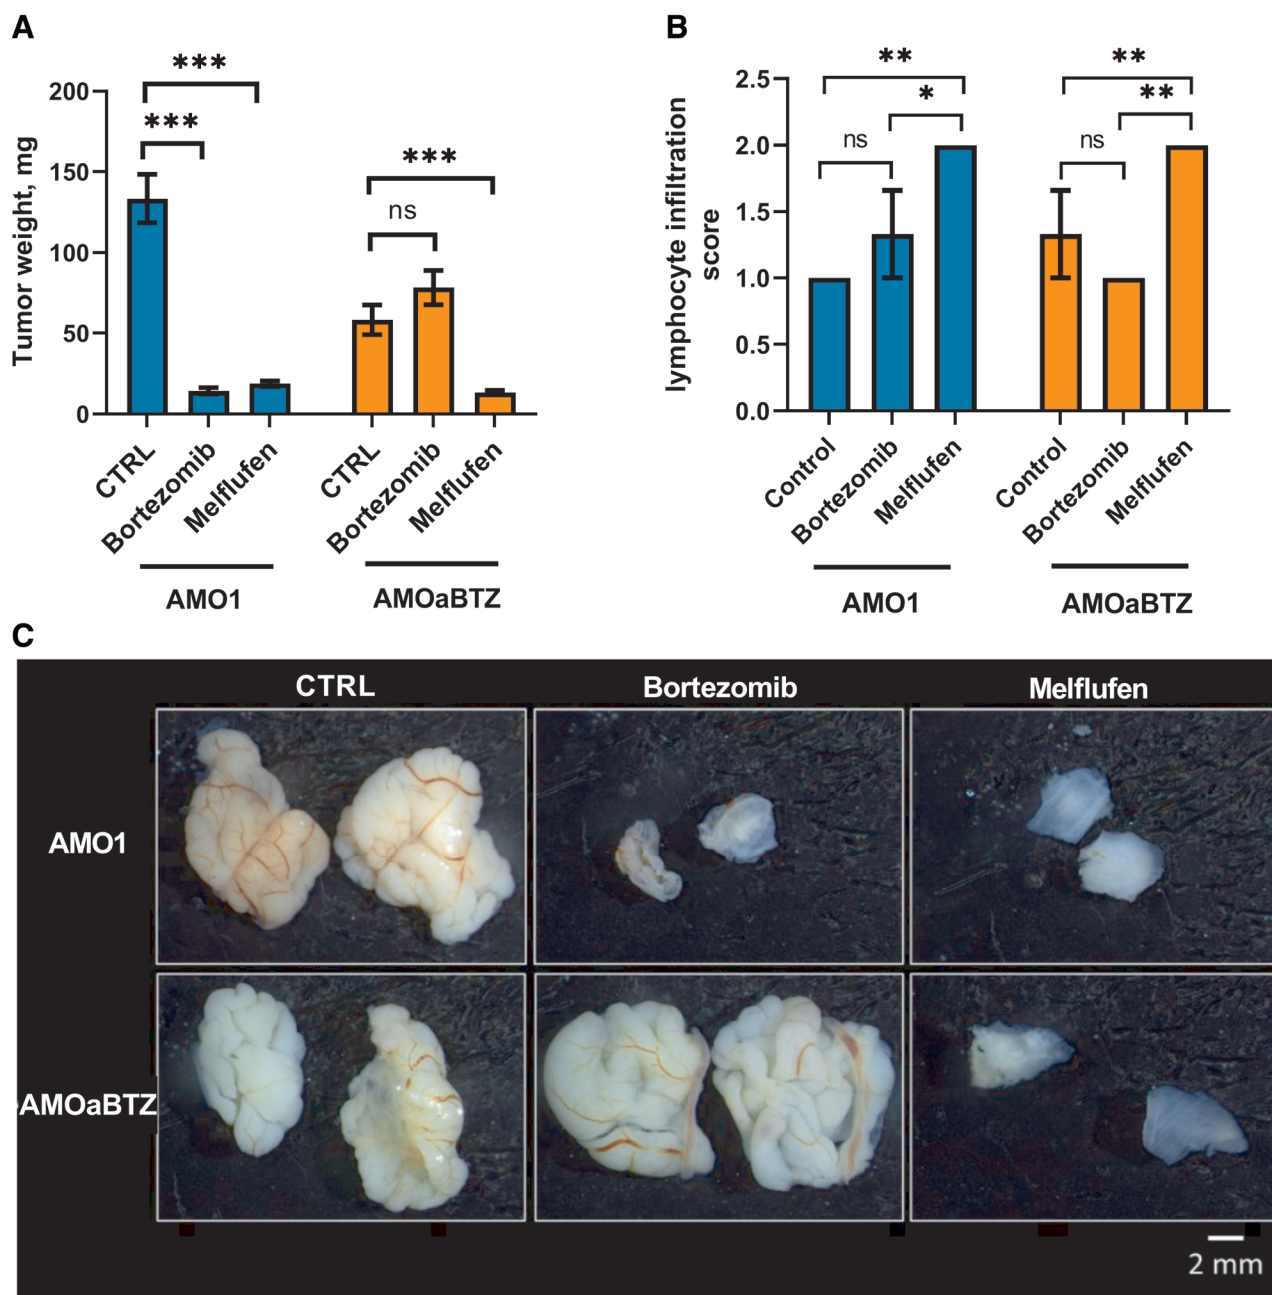 A
Tumor weight, mg
200
150
100
50
0
***
***
***
ns
CTRL
Bortezomib
Melflufen
CTRL
Bortezomib
Melflufen
AMO1
AMOaBTZ
B
lymphocyte infiltration
score
2.5
2.0
1.5
1.0
0.5
0.0
**
*
ns
**
**
ns
Control
Bortezomib
Melflufen
Control
Bortezomib
Melflufen
AMO1
AMOaBTZ
C
CTRL
Bortezomib
Melflufen
AMO1
AMOaBTZ
2 mm